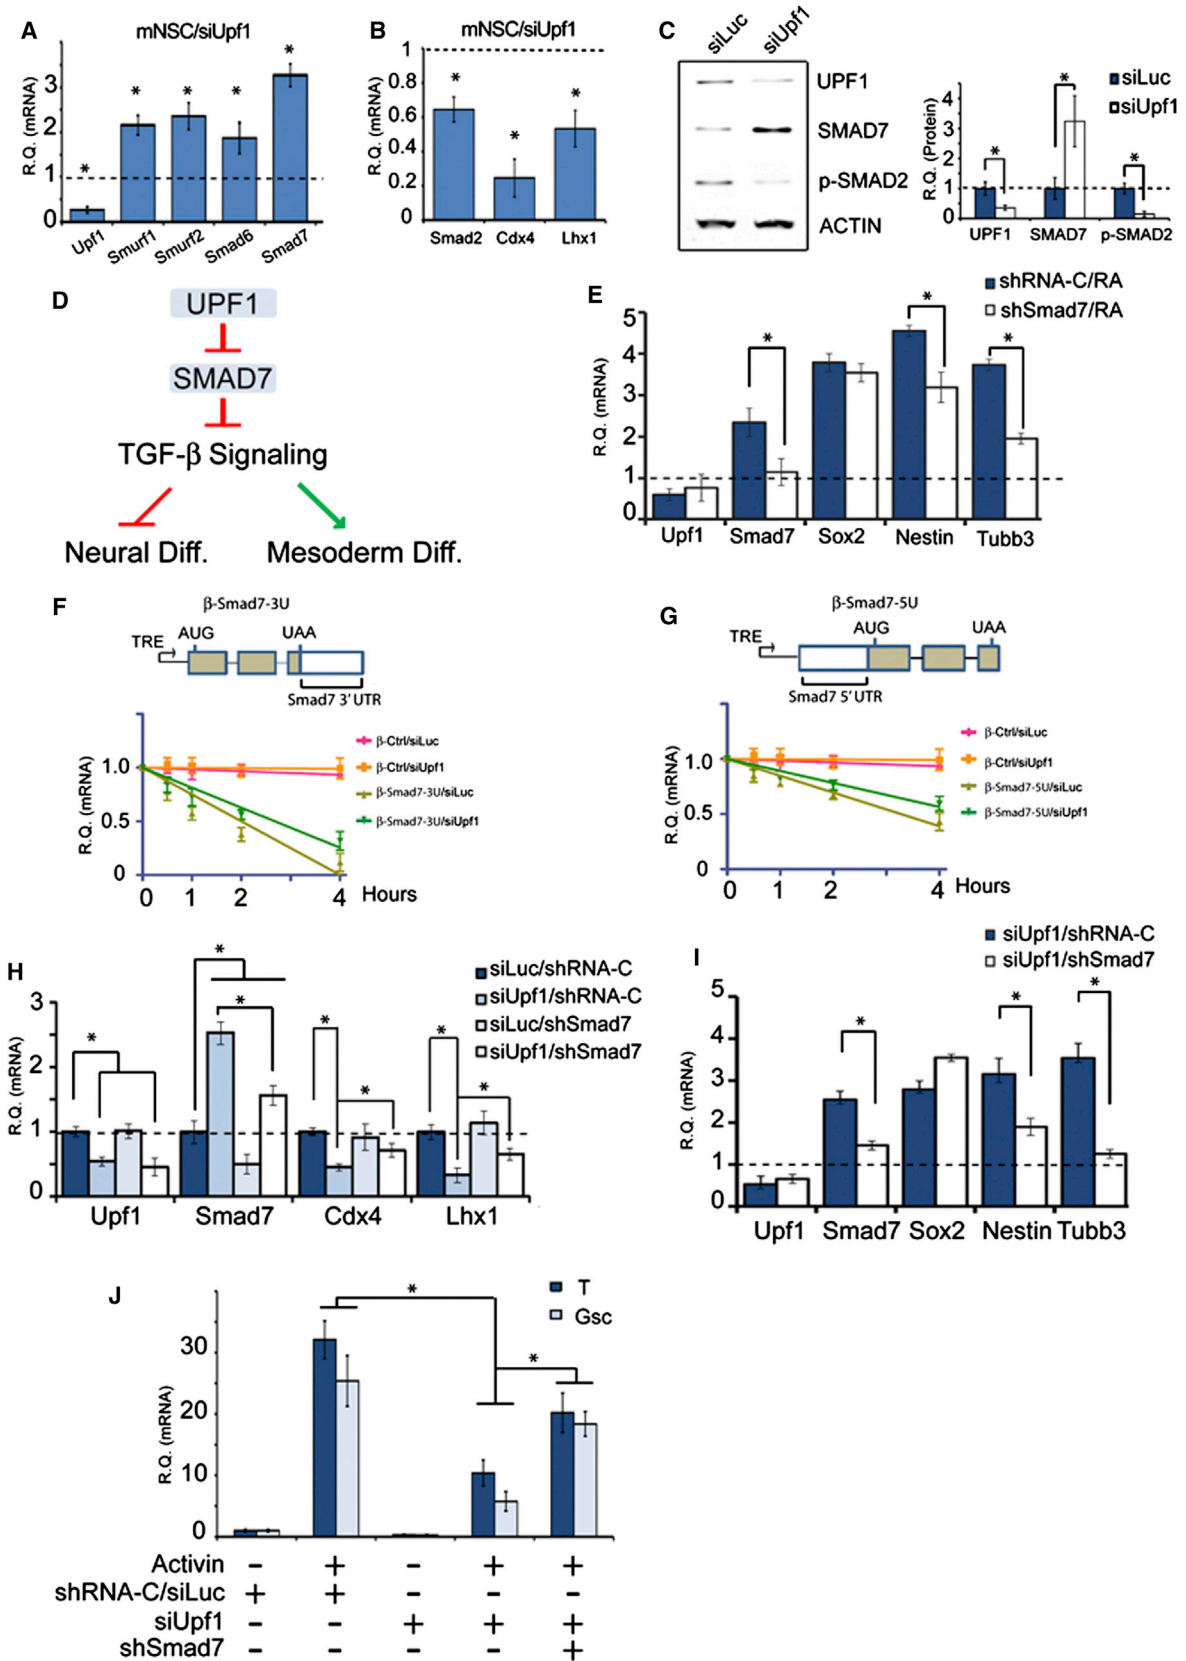 A
mNSC/siUpf1
R.Q. (mRNA)
3
2
1
0
*
*
*
*
*
Upf1
Smurf1
Smurf2
Smad6
Smad7
B
mNSC/siUpf1
R.Q. (mRNA)
1
0.8
0.6
0.4
0.2
0
*
*
*
Smad2
Cdx4
Lhx1
C
siLuc
siUpf1
UPF1
SMAD7
p-SMAD2
ACTIN
siLuc
siUpf1
R.Q. (Protein)
4
3
2
1
0
*
*
*
UPF1
SMAD7
p-SMAD2
D
UPF1
SMAD7
TGF-β Signaling
Neural Diff.
Mesoderm Diff.
E
shRNA-C/RA
shSmad7/RA
R.Q. (mRNA)
5
4
3
2
1
0
*
*
*
Upf1
Smad7
Sox2
Nestin
Tubb3
F
β-Smad7-3U
TRE
AUG
UAA
Smad7 3'UTR
R.Q. (mRNA)
1.0
0.5
0
0
1
2
4
Hours
β-Ctrl/siLuc
β-Ctrl/siUpf1
β-Smad7-3U/siLuc
β-Smad7-3U/siUpf1
G
β-Smad7-5U
TRE
AUG
UAA
Smad7 5'UTR
R.Q. (mRNA)
1.0
0.5
0
0
1
2
4
Hours
β-Ctrl/siLuc
β-Ctrl/siUpf1
β-Smad7-5U/siLuc
β-Smad7-5U/siUpf1
H
siLuc/shRNA-C
siUpf1/shRNA-C
siLuc/shSmad7
siUpf1/shSmad7
R.Q. (mRNA)
3
2
1
0
*
*
*
*
*
*
*
Upf1
Smad7
Cdx4
Lhx1
I
siUpf1/shRNA-C
siUpf1/shSmad7
R.Q. (mRNA)
5
4
3
2
1
0
*
*
*
Upf1
Smad7
Sox2
Nestin
Tubb3
J
T
Gsc
R.Q. (mRNA)
30
20
10
0
*
*
Activin − + − + +
shRNA-C/siLuc + + − − −
siUpf1 − − + + +
shSmad7 − − − − +